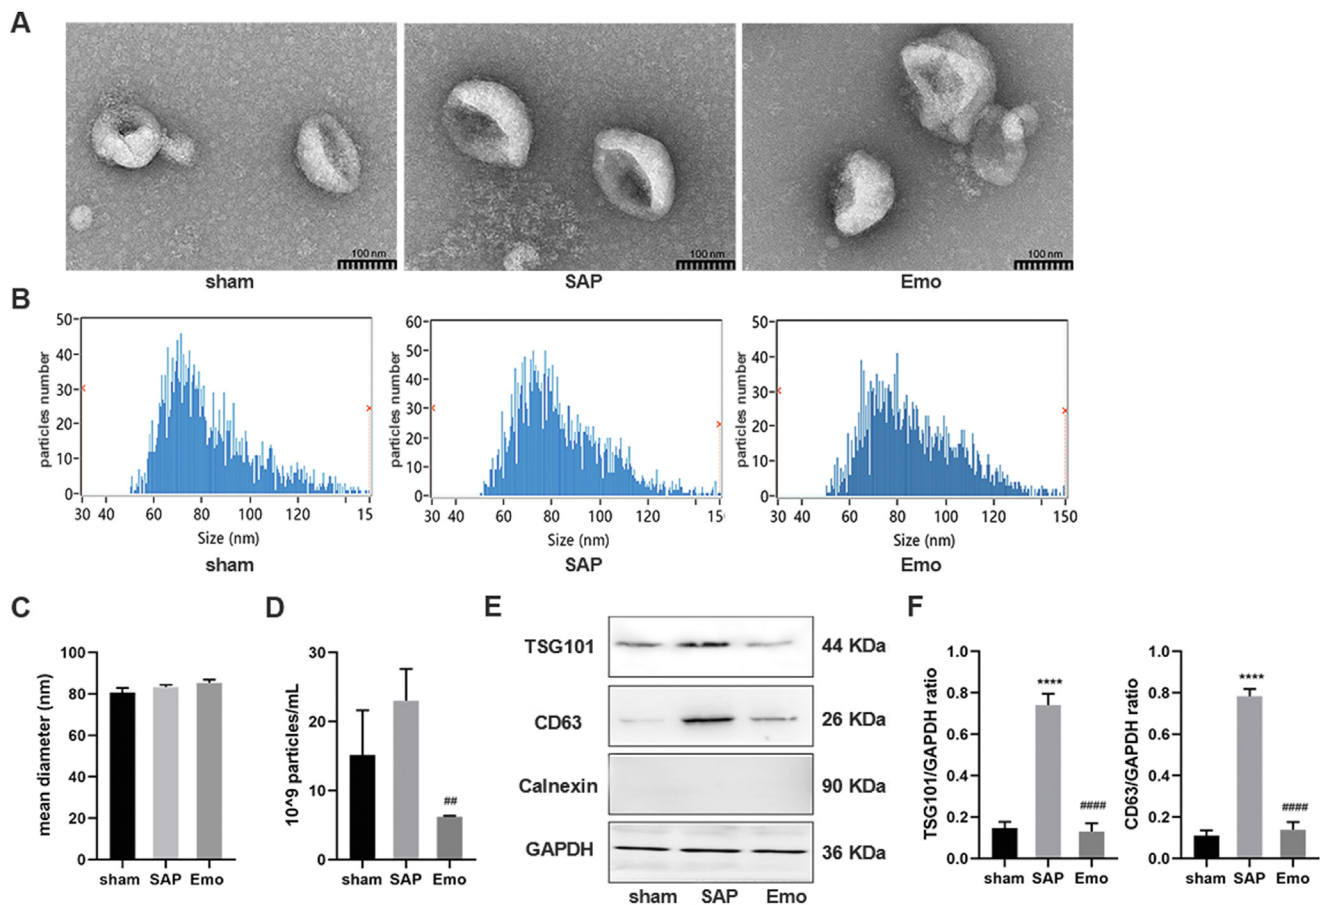 A
100 nm 100 nm 100 nm
sham SAP Emo
B
particles number particles number particles number
50 40 30 20 10 0
30 40 60 80 100 120 15
Size (nm)
sham
60 50 40 30 20 10 0
30 40 60 80 100 120 15
Size (nm)
SAP
50 40 30 20 10 0
30 40 60 80 100 120 150
Size (nm)
Emo
C
mean diameter (nm)
100 80 60 40 20 0
sham SAP Emo
D
10^9 particles/mL
30 20 10 0
##
sham SAP Emo
E
TSG101 44 KDa
CD63 26 KDa
Calnexin 90 KDa
GAPDH 36 KDa
sham SAP Emo
F
TSG101/GAPDH ratio
1.0 0.8 0.6 0.4 0.2 0.0
****
####
sham SAP Emo
CD63/GAPDH ratio
1.0 0.8 0.6 0.4 0.2 0.0
****
####
sham SAP Emo